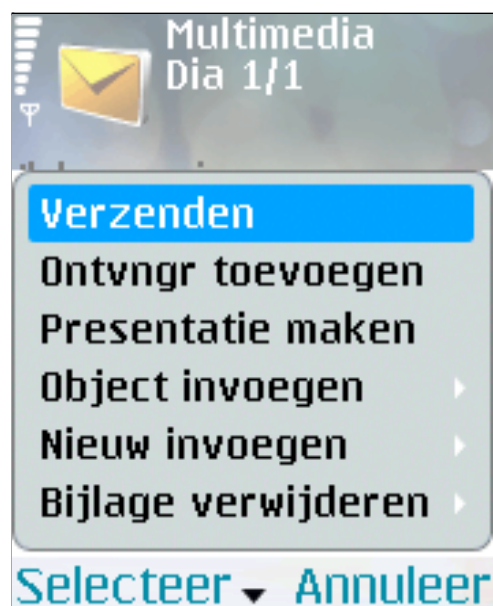 Multimedia
Dia 1/1
Verzenden
Ontvngr toevoegen
Presentatie maken
Object invoegen
Nieuw invoegen
Bijlage verwijderen
Selecteer Annuleer